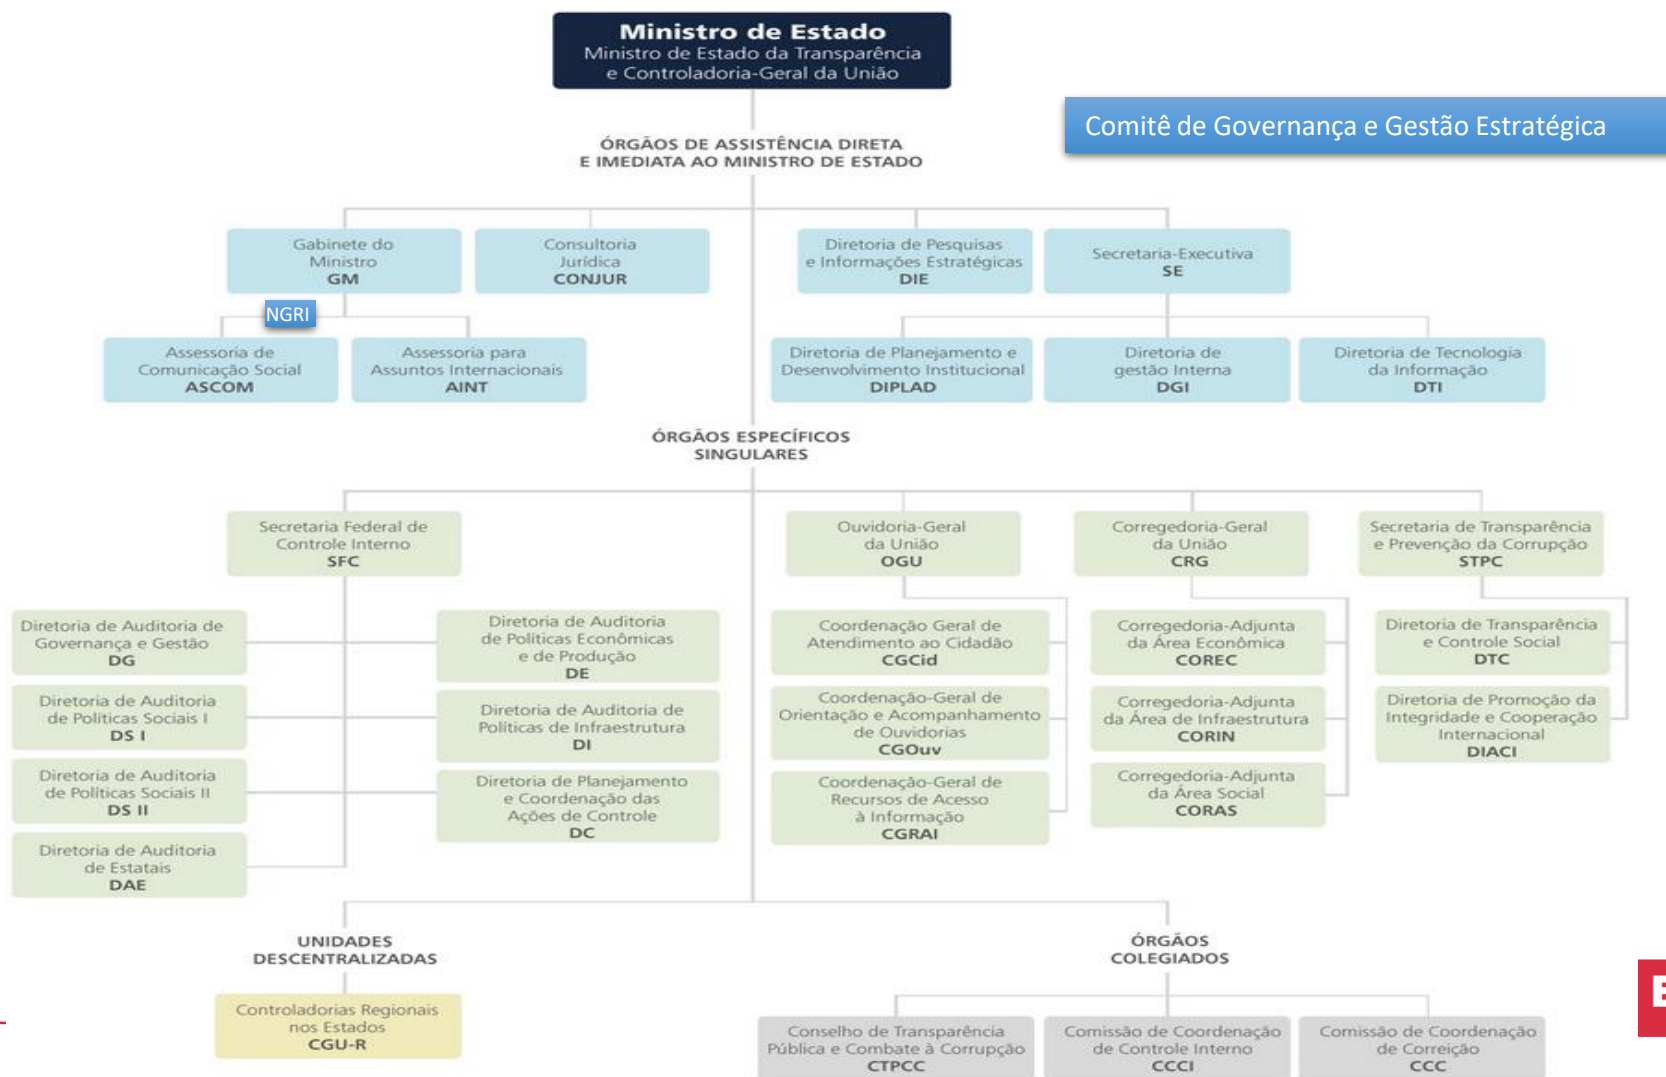 Ministro de Estado
Ministro de Estado da Transparência
e Controladoria-Geral da União
Comitê de Governança e Gestão Estratégica
ÓRGÃOS DE ASSISTÊNCIA DIRETA
E IMEDIATA AO MINISTRO DE ESTADO
Gabinete do
Ministro
GM
Consultoria
Jurídica
CONJUR
Diretoria de Pesquisas
e Informações Estratégicas
DIE
Secretaria-Executiva
SE
NGRI
Assessoria de
Comunicação Social
ASCOM
Assessoria para
Assuntos Internacionais
AINT
Diretoria de Planejamento e
Desenvolvimento Institucional
DIPLAD
Diretoria de
gestão Interna
DGI
Diretoria de Tecnologia
da Informação
DTI
ÓRGÃOS ESPECÍFICOS
SINGULARES
Secretaria Federal de
Controle Interno
SFC
Ouvidoria-Geral
da União
OGU
Corregedoria-Geral
da União
CRG
Secretaria de Transparência
e Prevenção da Corrupção
STPC
Diretoria de Auditoria de
Governança e Gestão
DG
Diretoria de Auditoria
de Políticas Econômicas
e de Produção
DE
Coordenação Geral de
Atendimento ao Cidadão
CGCid
Corregedoria-Adjunta
da Área Econômica
COREC
Diretoria de Transparência
e Controle Social
DTC
Diretoria de Auditoria
de Políticas Sociais I
DS I
Diretoria de Auditoria de
Políticas de Infraestrutura
DI
Coordenação-Geral de
Orientação e Acompanhamento
de Ouvidorias
CGOuv
Corregedoria-Adjunta
da Área de Infraestrutura
CORIN
Diretoria de Promoção da
Integridade e Cooperação
Internacional
DIACI
Diretoria de Auditoria
de Políticas Sociais II
DS II
Diretoria de Planejamento
e Coordenação das
Ações de Controle
DC
Coordenação-Geral de
Recursos de Acesso
à Informação
CGRAI
Corregedoria-Adjunta
da Área Social
CORAS
Diretoria de Auditoria
de Estatais
DAE
UNIDADES
DESCENTRALIZADAS
ÓRGÃOS
COLEGIADOS
Controladorias Regionais
nos Estados
CGU-R
Conselho de Transparência
Pública e Combate à Corrupção
CTPCC
Comissão de Coordenação
de Controle Interno
CCCI
Comissão de Coordenação
de Correição
CCC